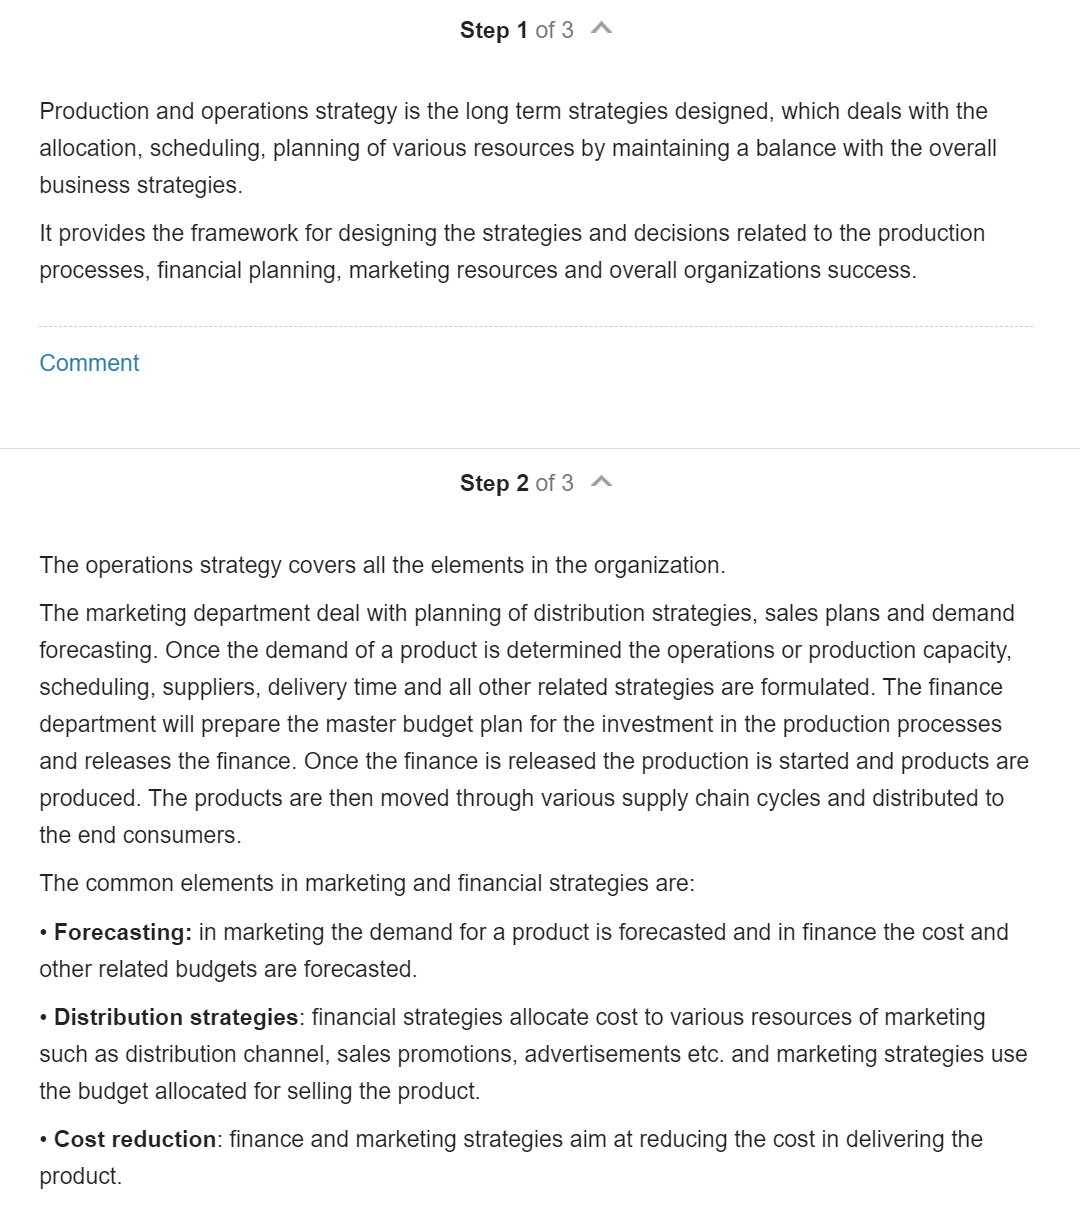 Step 1 of 3
Production and operations strategy is the long term strategies designed, which deals with the
allocation, scheduling, planning of various resources by maintaining a balance with the overall
business strategies.
It provides the framework for designing the strategies and decisions related to the production
processes, financial planning, marketing resources and overall organizations success.
Comment
Step 2 of 3
The operations strategy covers all the elements in the organization.
The marketing department deal with planning of distribution strategies, sales plans and demand
forecasting. Once the demand of a product is determined the operations or production capacity,
scheduling, suppliers, delivery time and all other related strategies are formulated. The finance
department will prepare the master budget plan for the investment in the production processes
and releases the finance. Once the finance is released the production is started and products are
produced. The products are then moved through various supply chain cycles and distributed to
the end consumers.
The common elements in marketing and financial strategies are:
• Forecasting: in marketing the demand for a product is forecasted and in finance the cost and
other related budgets are forecasted.
• Distribution strategies: financial strategies allocate cost to various resources of marketing
such as distribution channel, sales promotions, advertisements etc. and marketing strategies use
the budget allocated for selling the product.
• Cost reduction: finance and marketing strategies aim at reducing the cost in delivering the
product.